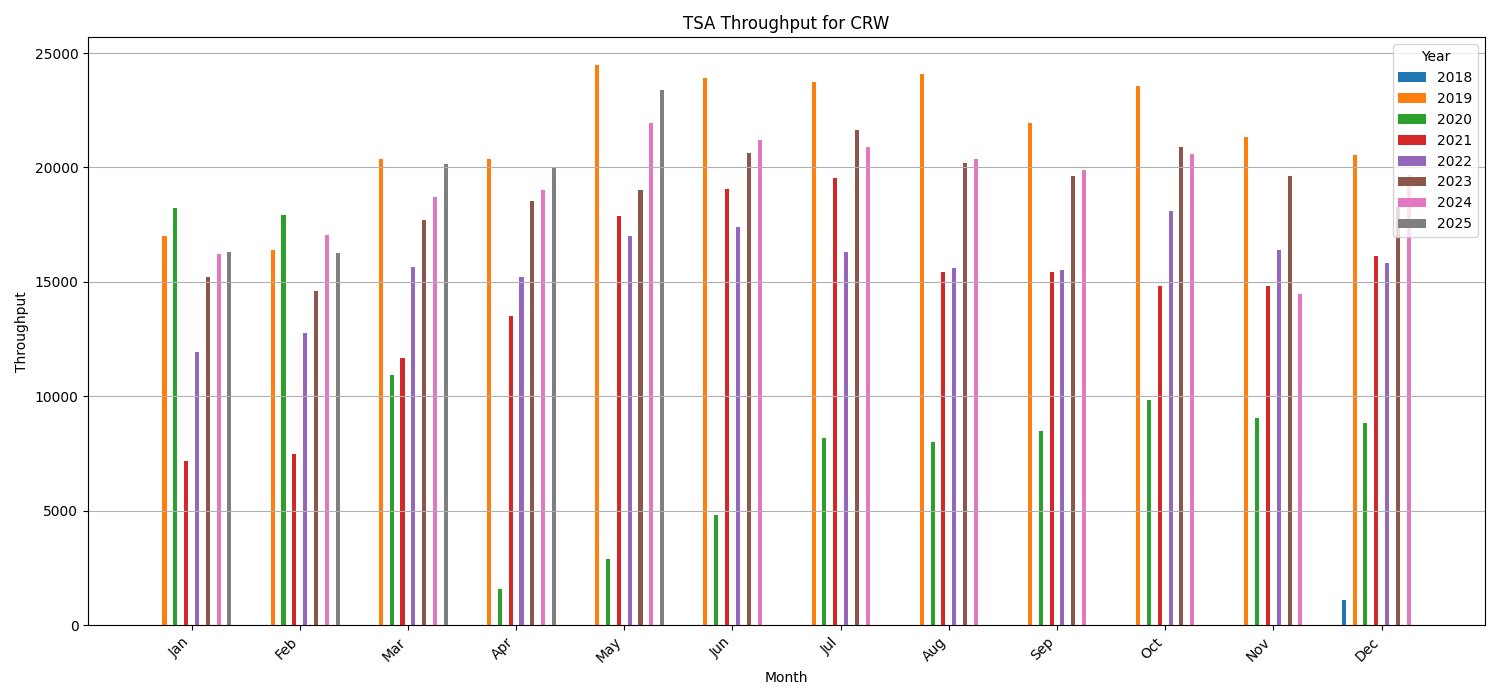 TSA Throughput for CRW
Throughput
25000
20000
15000
10000
5000
0
Year
2018
2019
2020
2021
2022
2023
2024
2025
Jan
Feb
Mar
Apr
May
Jun
Jul
Aug
Sep
Oct
Nov
Dec
Month